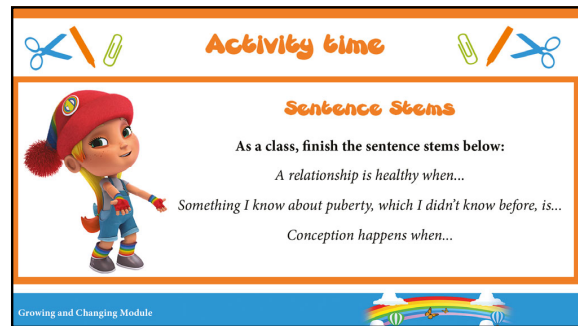 Activity time
Sentence Stems
As a class, finish the sentence stems below:
A relationship is healthy when...
Something I know about puberty, which I didn't know before, is...
Conception happens when...
Growing and Changing Module